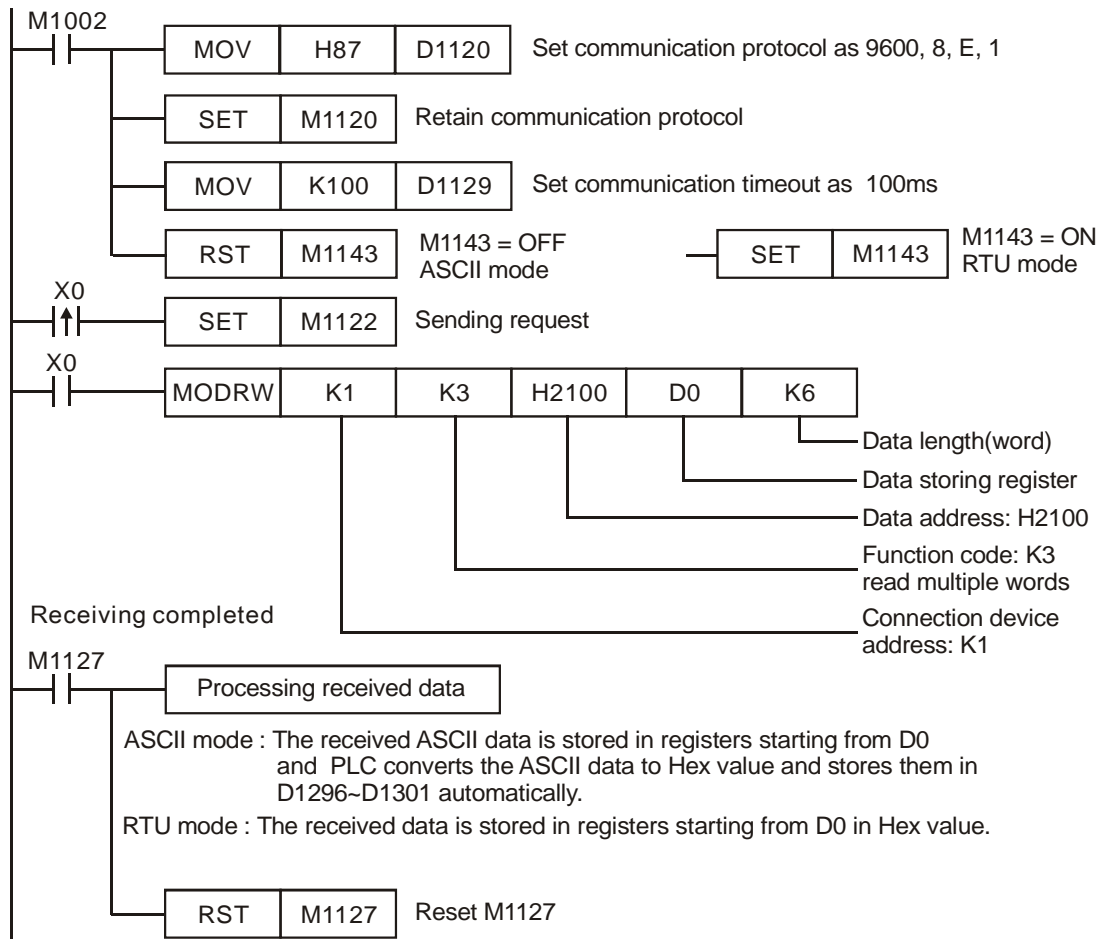 M1002
MOV H87 D1120 Set communication protocol as 9600, 8, E, 1
SET M1120 Retain communication protocol
MOV K100 D1129 Set communication timeout as 100ms
RST M1143 M1143 = OFF
ASCII mode
SET M1143 M1143 = ON
RTU mode
X0
SET M1122 Sending request
X0
MODRW K1 K3 H2100 D0 K6
Data length(word)
Data storing register
Data address: H2100
Function code: K3
read multiple words
Connection device
address: K1
Receiving completed
M1127
Processing received data
ASCII mode : The received ASCII data is stored in registers starting from D0
and PLC converts the ASCII data to Hex value and stores them in
D1296~D1301 automatically.
RTU mode : The received data is stored in registers starting from D0 in Hex value.
RST M1127 Reset M1127